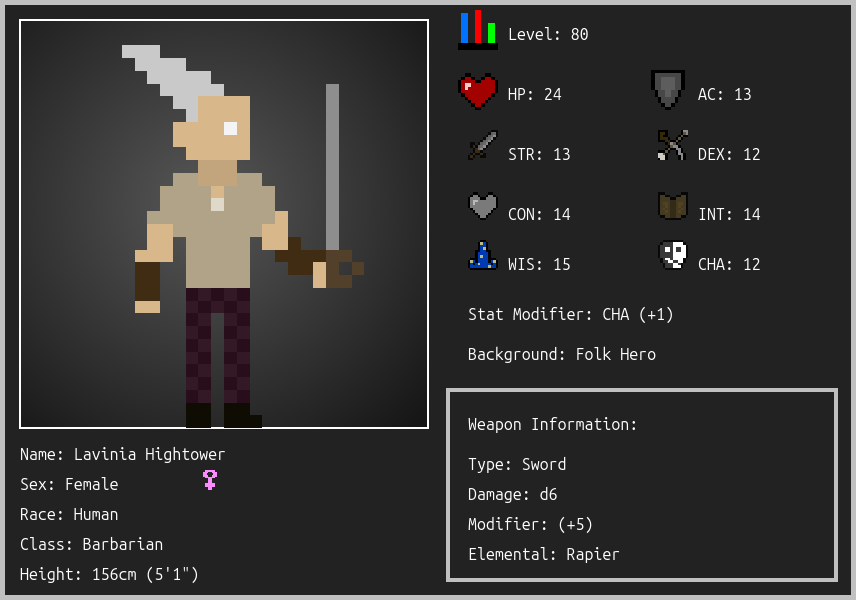 Level: 80
HP: 24 AC: 13
STR: 13 DEX: 12
CON: 14 INT: 14
WIS: 15 CHA: 12
Stat Modifier: CHA (+1)
Background: Folk Hero
Weapon Information:
Type: Sword
Damage: d6
Modifier: (+5)
Elemental: Rapier
Name: Lavinia Hightower
Sex: Female
Race: Human
Class: Barbarian
Height: 156cm (5'1")